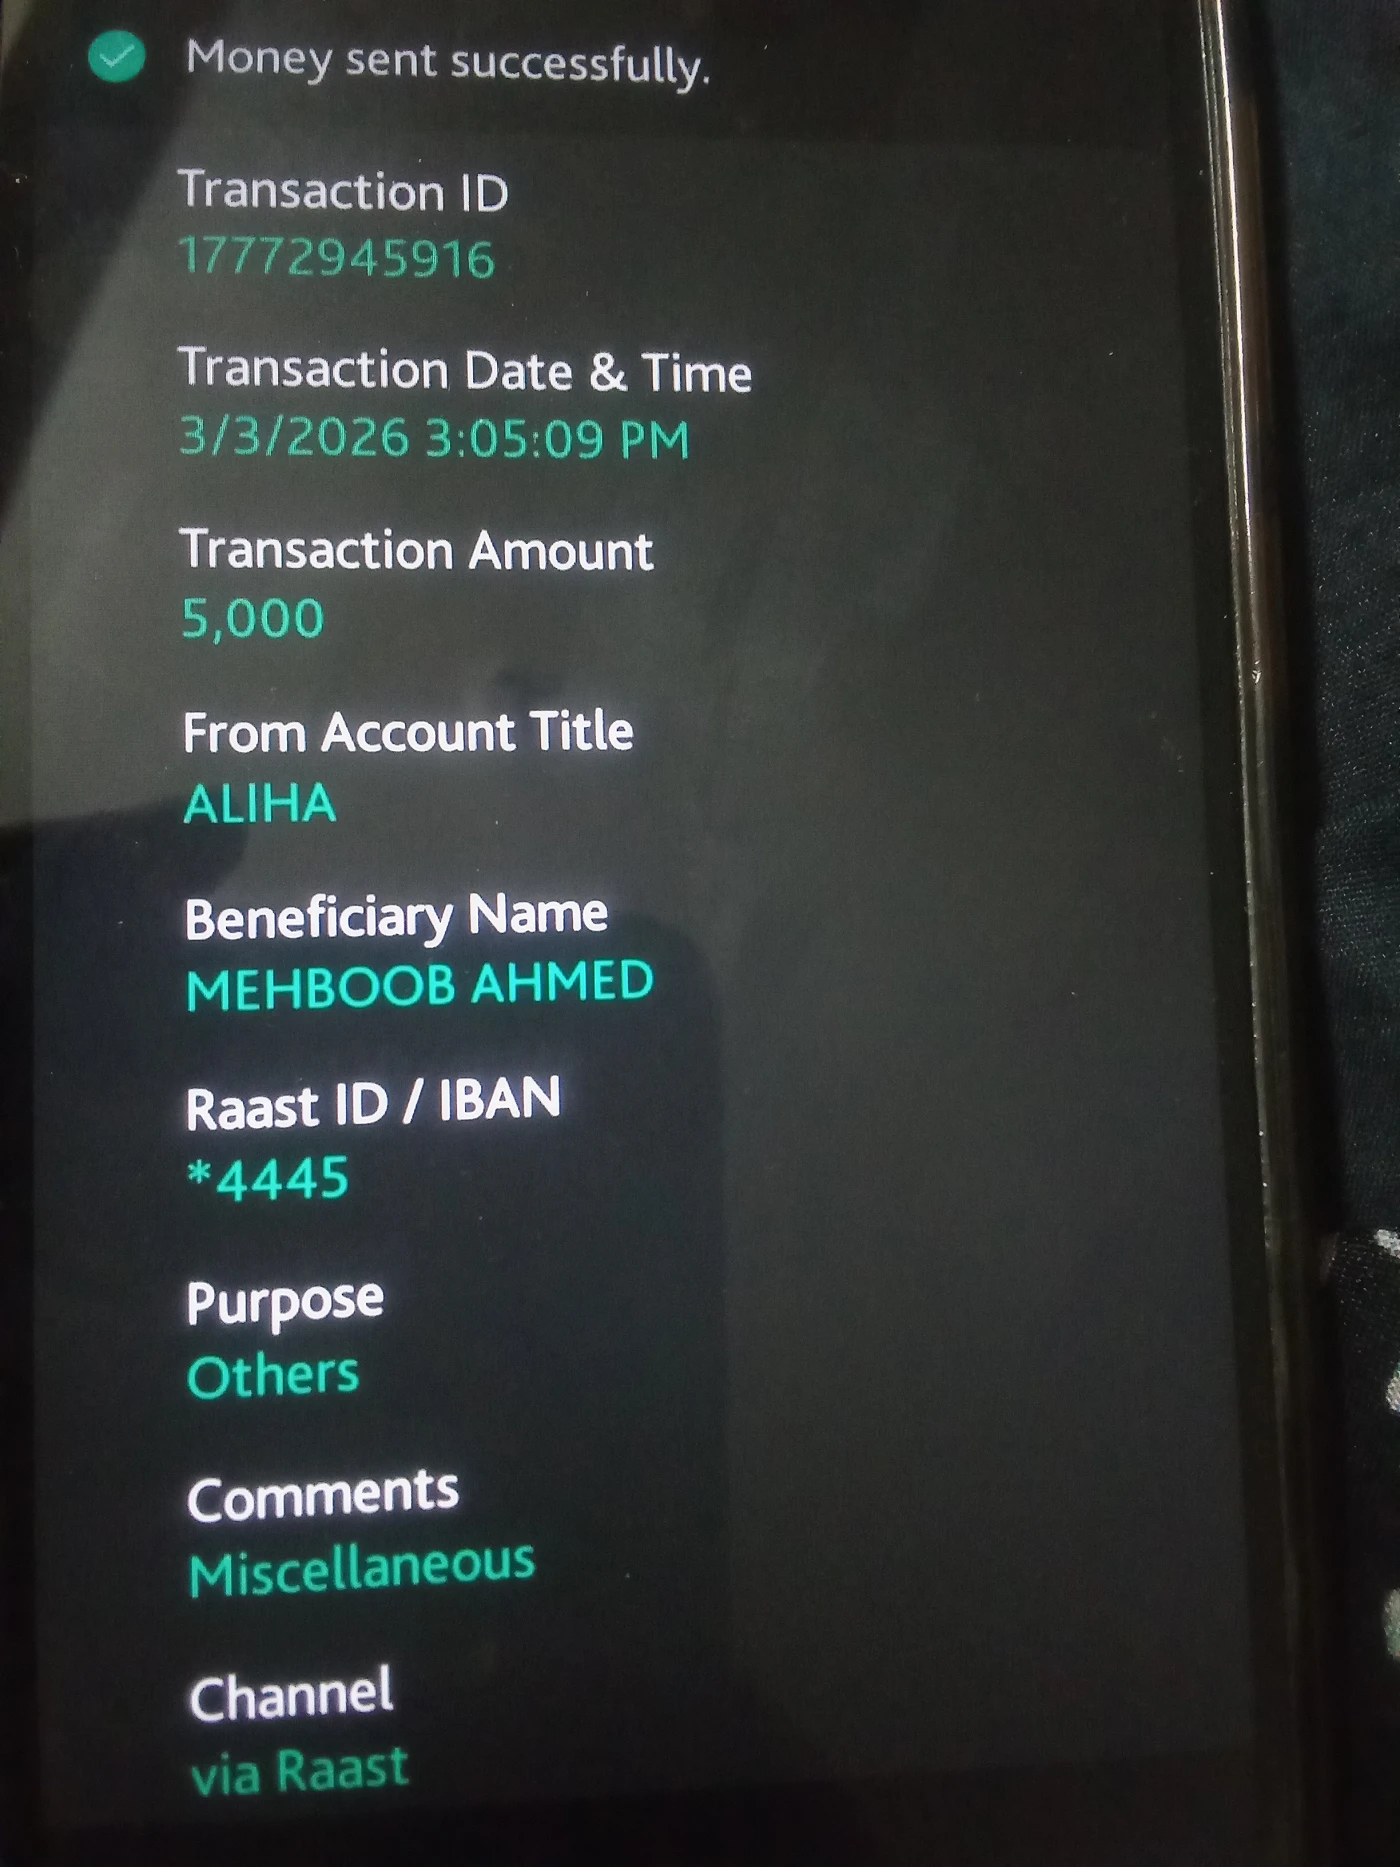 Money sent successfully.
Transaction ID
17772945916
Transaction Date & Time
3/3/2026 3:05:09 PM
Transaction Amount
5,000
From Account Title
ALIHA
Beneficiary Name
MEHBOOB AHMED
Raast ID / IBAN
*4445
Purpose
Others
Comments
Miscellaneous
Channel
via Raast